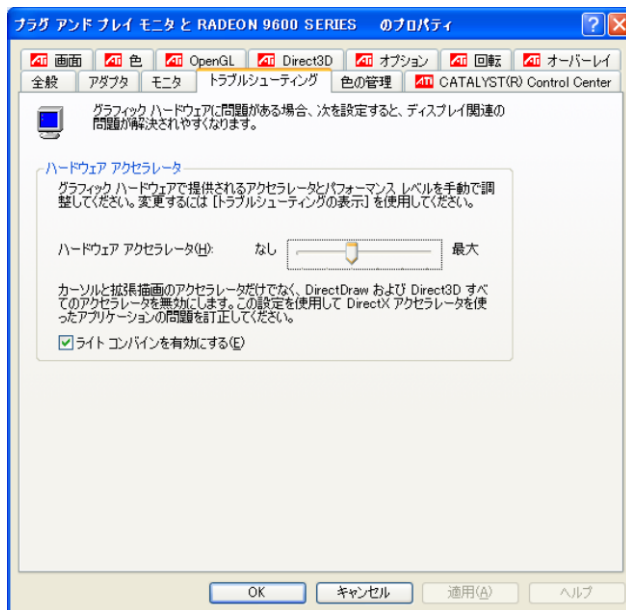 プラグ アンド プレイ モニタ と RADEON 9600 SERIES のプロパティ
ATI 画面 ATI 色 ATI OpenGL ATI Direct3D ATI オプション ATI 回転 ATI オーバーレイ
全般 アダプタ モニタ トラブルシューティング 色の管理 ATI CATALYST(R) Control Center
グラフィック ハードウェアに問題がある場合、次を設定すると、ディスプレイ関連の
問題が解決されやすくなります。
ハードウェア アクセラレータ
グラフィック ハードウェアで提供されるアクセラレータとパフォーマンス レベルを手動で調
整してください。変更するには [トラブルシューティングの表示] を使用してください。
ハードウェア アクセラレータ(H): なし 最大
カーソルと拡張描画のアクセラレータだけでなく、DirectDraw および Direct3D すべ
てのアクセラレータを無効にします。この設定を使用して DirectX アクセラレータを使
ったアプリケーションの問題を訂正してください。
ライト コンバインを有効にする(E)
OK キャンセル 適用(A) ヘルプ